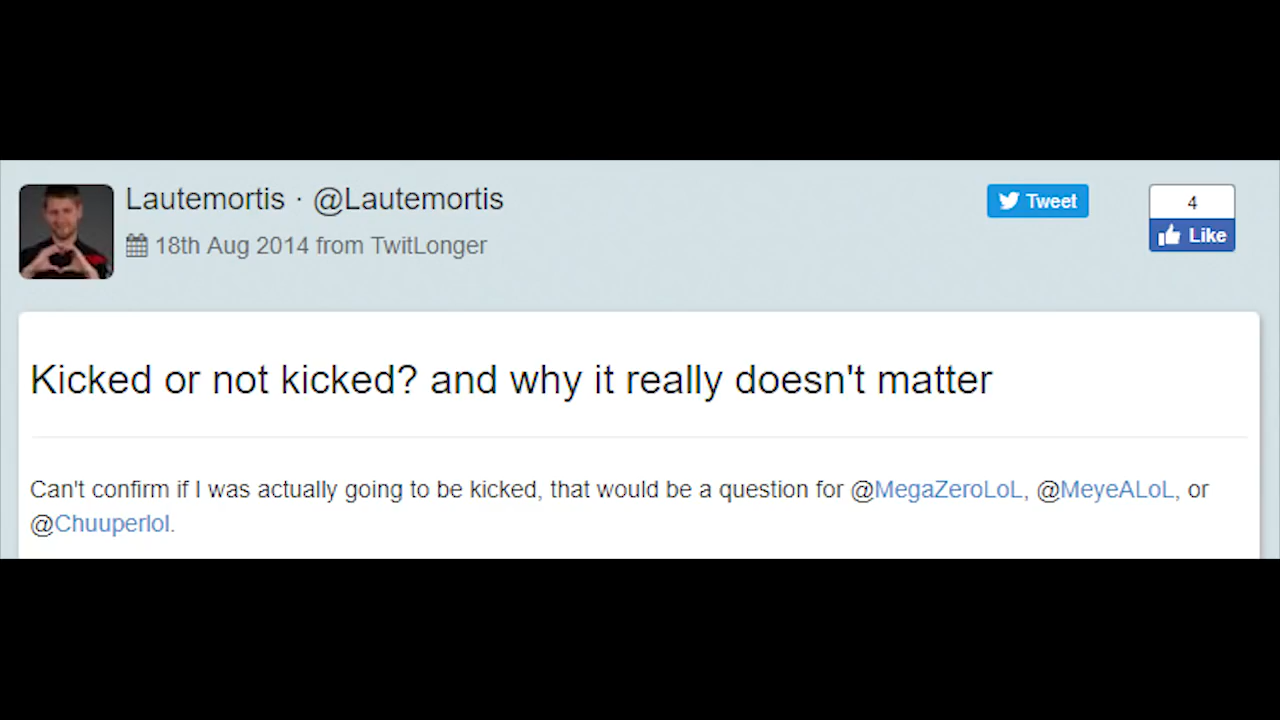 Lautemortis · @Lautemortis
Tweet
4
18th Aug 2014 from TwitLonger
Like
Kicked or not kicked? and why it really doesn't matter
Can't confirm if I was actually going to be kicked, that would be a question for @MegaZeroLoL, @MeyeALoL, or
@Chuuperlol.